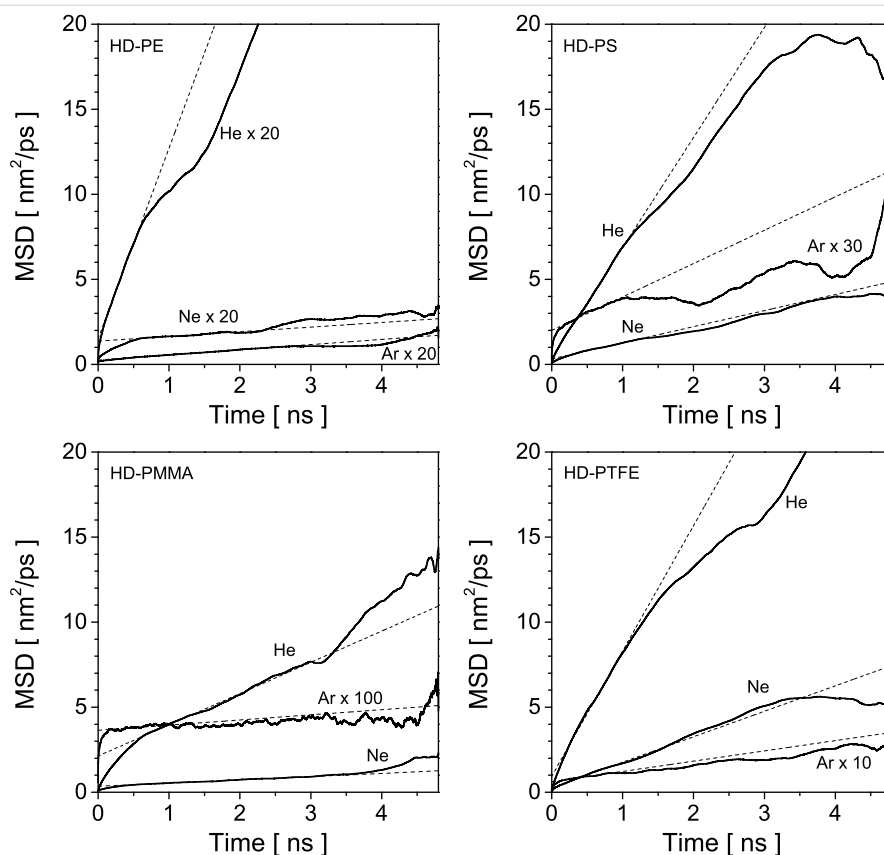 HD-PE
He x 20
Ne x 20
Ar x 20
MSD [ nm²/ps ]
20
15
10
5
0
0 1 2 3 4
Time [ ns ]
HD-PS
He
Ar x 30
Ne
MSD [ nm²/ps ]
20
15
10
5
0
0 1 2 3 4
Time [ ns ]
HD-PMMA
He
Ar x 100
Ne
MSD [ nm²/ps ]
20
15
10
5
0
0 1 2 3 4
Time [ ns ]
HD-PTFE
He
Ne
Ar x 10
MSD [ nm²/ps ]
20
15
10
5
0
0 1 2 3 4
Time [ ns ]